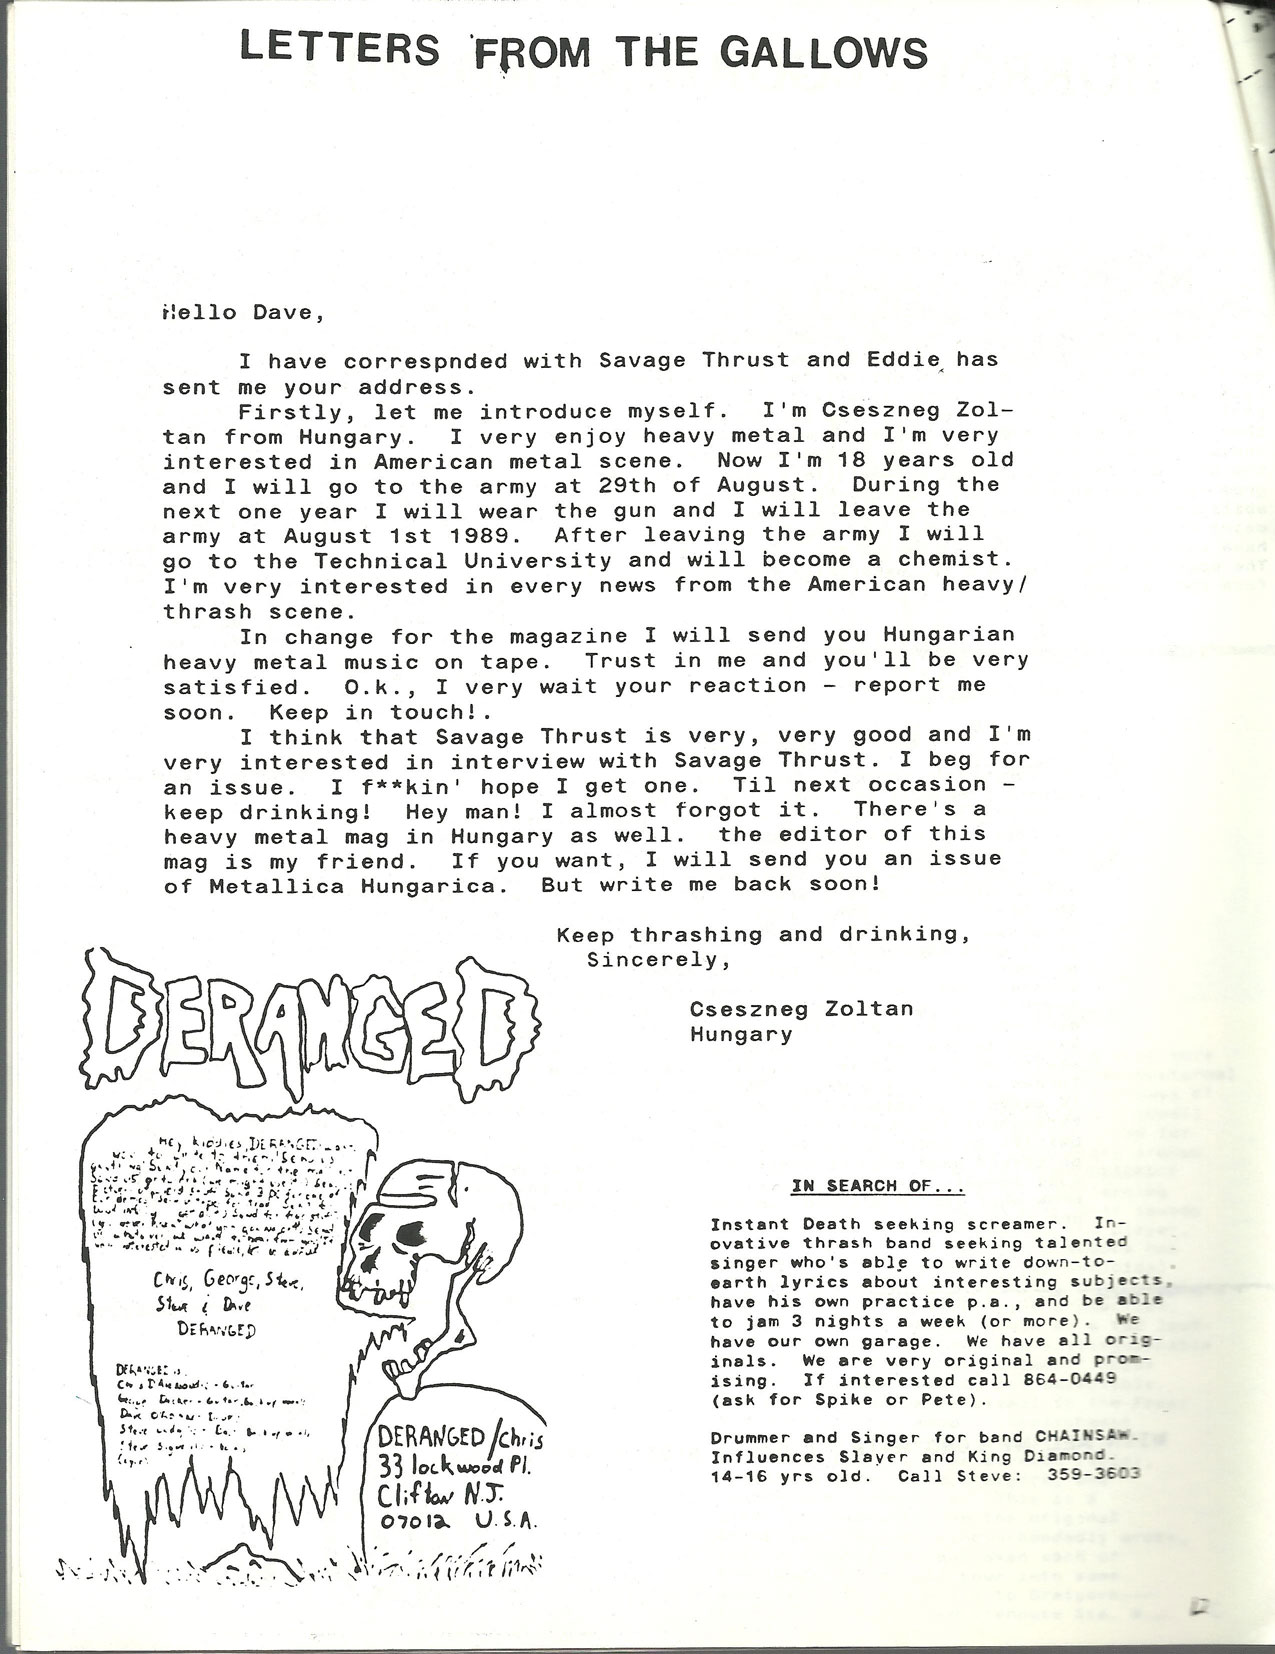 LETTERS FROM THE GALLOWS
Hello Dave,
I have correspnded with Savage Thrust and Eddie has
sent me your address.
Firstly, let me introduce myself.  I'm Cseszneg Zol-
tan from Hungary.  I very enjoy heavy metal and I'm very
interested in American metal scene.  Now I'm 18 years old
and I will go to the army at 29th of August.  During the
next one year I will wear the gun and I will leave the
army at August 1st 1989.  After leaving the army I will
go to the Technical University and will become a chemist.
I'm very interested in every news from the American heavy/
thrash scene.
In change for the magazine I will send you Hungarian
heavy metal music on tape.  Trust in me and you'll be very
satisfied.  O.k., I very wait your reaction - report me
soon.  Keep in touch!.
I think that Savage Thrust is very, very good and I'm
very interested in interview with Savage Thrust. I beg for
an issue.  I f**kin' hope I get one.  Til next occasion -
keep drinking!  Hey man! I almost forgot it.  There's a
heavy metal mag in Hungary as well.  the editor of this
mag is my friend.  If you want, I will send you an issue
of Metallica Hungarica.  But write me back soon!
Keep thrashing and drinking,
Sincerely,
Cseszneg Zoltan
Hungary
DERANGED
Hey kiddies, DERANGED
Chris, George, Steve,
Steve & Dave
DERANGED
DERANGED is..
DERANGED/Chris
33 lockwood Pl.
Clifton N.J.
07012 U.S.A.
IN SEARCH OF...
Instant Death seeking screamer.  In-
ovative thrash band seeking talented
singer who's able to write down-to-
earth lyrics about interesting subjects,
have his own practice p.a., and be able
to jam 3 nights a week (or more).  We
have our own garage.  We have all orig-
inals.  We are very original and prom-
ising.  If interested call 864-0449
(ask for Spike or Pete).
Drummer and Singer for band CHAINSAW.
Influences Slayer and King Diamond.
14-16 yrs old.  Call Steve:  359-3603